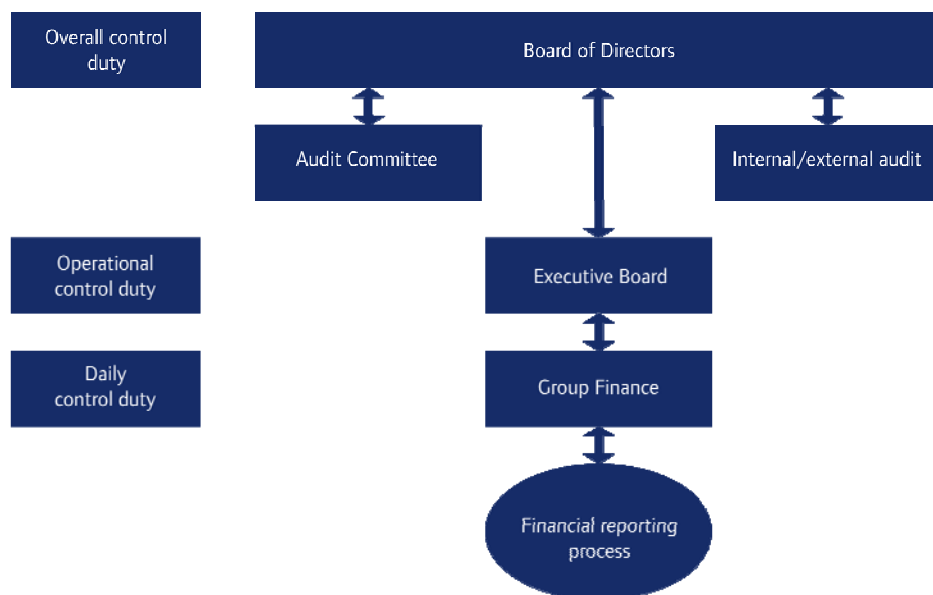 Overall control
duty
Board of Directors
Audit Committee
Internal/external audit
Operational
control duty
Executive Board
Daily
control duty
Group Finance
Financial reporting
process